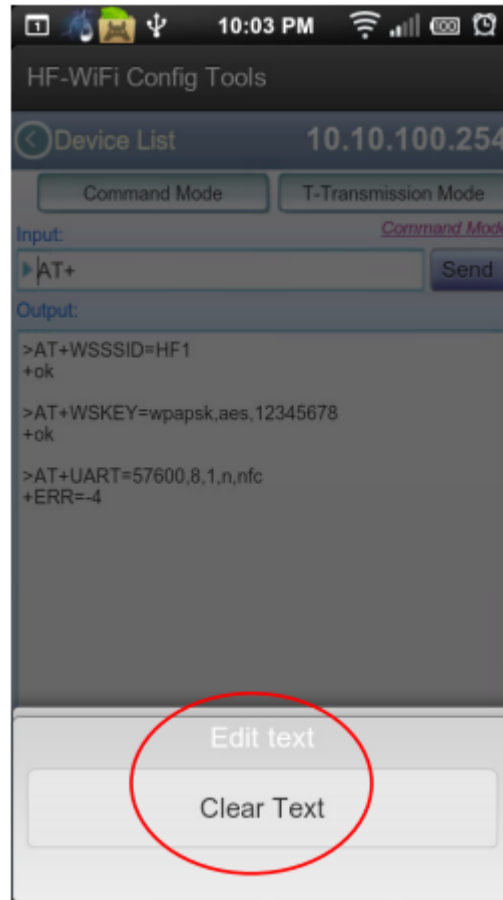 1
100
10:03 PM
HF-WiFi Config Tools
Device List
10.10.100.254
Command Mode
T-Transmission Mode
Input:
Command Mode
AT+
Send
Output:
>AT+WSSSID=HF1
+ok
>AT+WSKEY=wpapsk,aes,12345678
+ok
>AT+UART=57600,8,1,n,nfc
+ERR=-4
Edit text
Clear Text